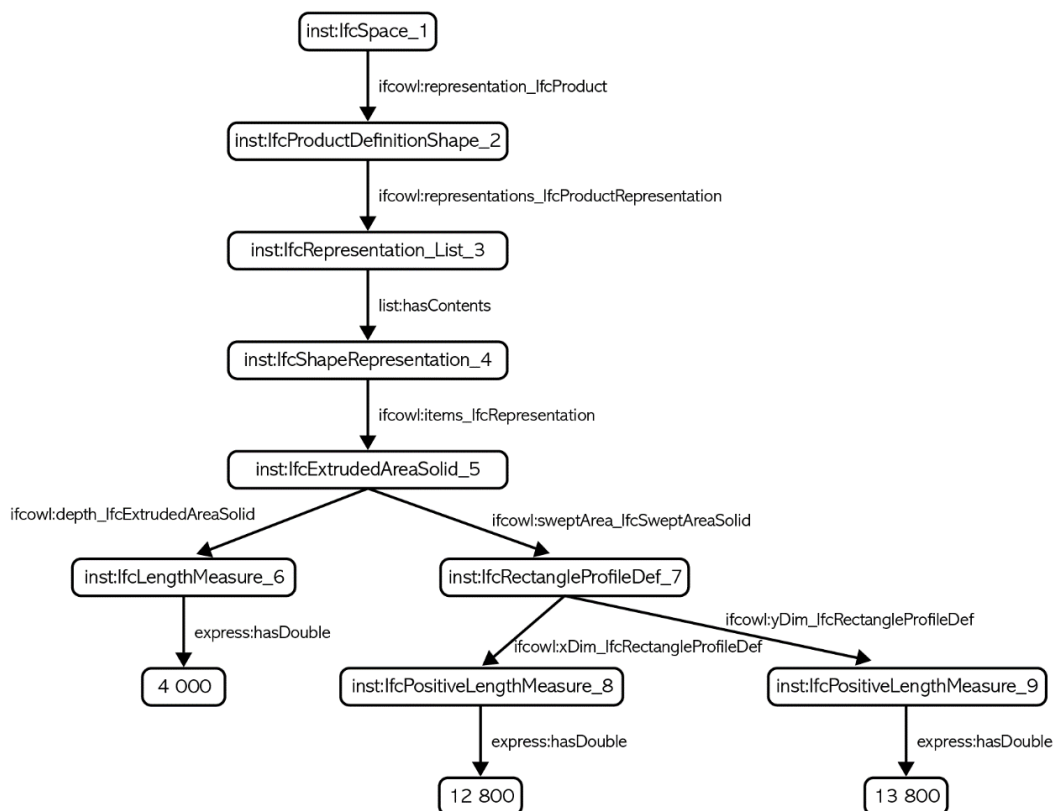 inst:IfcSpace_1
ifcowl:representation_IfcProduct
inst:IfcProductDefinitionShape_2
ifcowl:representations_IfcProductRepresentation
inst:IfcRepresentation_List_3
list:hasContents
inst:IfcShapeRepresentation_4
ifcowl:items_IfcRepresentation
inst:IfcExtrudedAreaSolid_5
ifcowl:depth_IfcExtrudedAreaSolid
ifcowl:sweptArea_IfcSweptAreaSolid
inst:IfcLengthMeasure_6
inst:IfcRectangleProfileDef_7
express:hasDouble
ifcowl:xDim_IfcRectangleProfileDef
ifcowl:yDim_IfcRectangleProfileDef
4 000
inst:IfcPositiveLengthMeasure_8
inst:IfcPositiveLengthMeasure_9
express:hasDouble
express:hasDouble
12 800
13 800